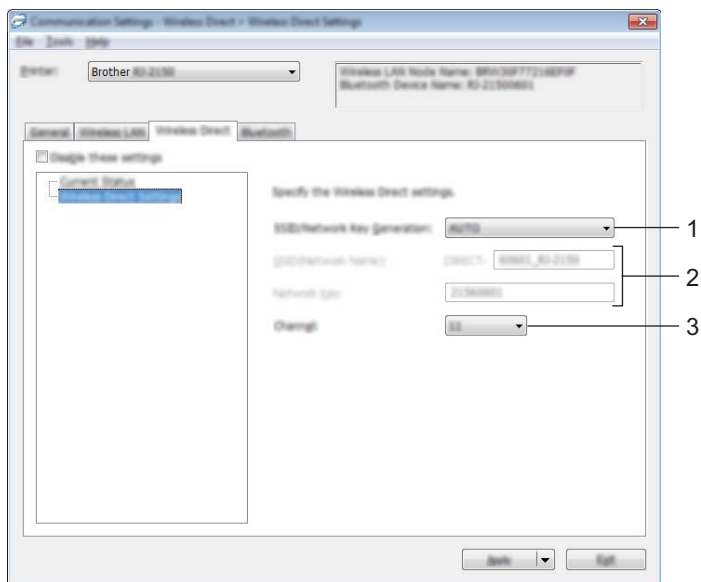 Communication Settings - Wireless Direct > Wireless Direct Settings
File Tools Help
Printer: Brother RJ-2150
Wireless LAN Node Name:
Bluetooth Device Name: RJ-21500601
General Wireless LAN Wireless Direct Bluetooth
Disable these settings
Current Status
Wireless Direct Settings
Specify the Wireless Direct settings.
SSID/Network Key Generation: AUTO 1
SSID(Network Name): DIRECT- 60601_RJ-2150
2
Network Key: 21500601
Channel: 11 3
Apply Exit